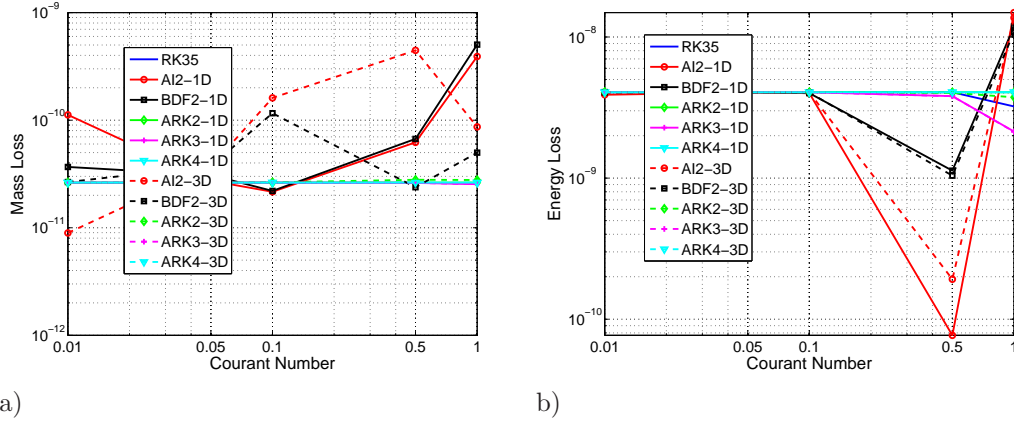 10^−9
10^−10
10^−11
10^−12
Mass Loss
0.01
0.05
0.1
0.5
1
Courant Number
RK35
AI2−1D
BDF2−1D
ARK2−1D
ARK3−1D
ARK4−1D
AI2−3D
BDF2−3D
ARK2−3D
ARK3−3D
ARK4−3D
a)
10^−8
10^−9
10^−10
Energy Loss
0.01
0.05
0.1
0.5
1
Courant Number
RK35
AI2−1D
BDF2−1D
ARK2−1D
ARK3−1D
ARK4−1D
AI2−3D
BDF2−3D
ARK2−3D
ARK3−3D
ARK4−3D
b)